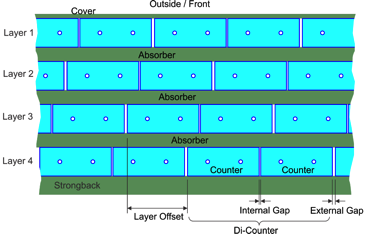 Outside / Front
Cover
Layer 1
Absorber
Layer 2
Absorber
Layer 3
Absorber
Layer 4
Counter
Counter
Strongback
Layer Offset
Internal Gap
External Gap
Di-Counter